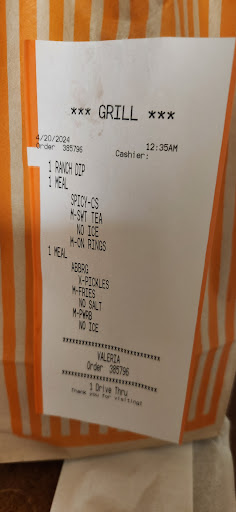 *** GRILL ***
4/20/2024 12:35AM
Order 385796 Cashier:
1 RANCH DIP
1 MEAL
SPICY-CS
M-SWT TEA
NO ICE
M-ON RINGS
1 MEAL
ABBRG
X-PICKLES
M-FRIES
NO SALT
M-PWRB
NO ICE
*****************************
VALERIA
Order 385796
*****************************
1 Drive Thru
Thank you for visiting!